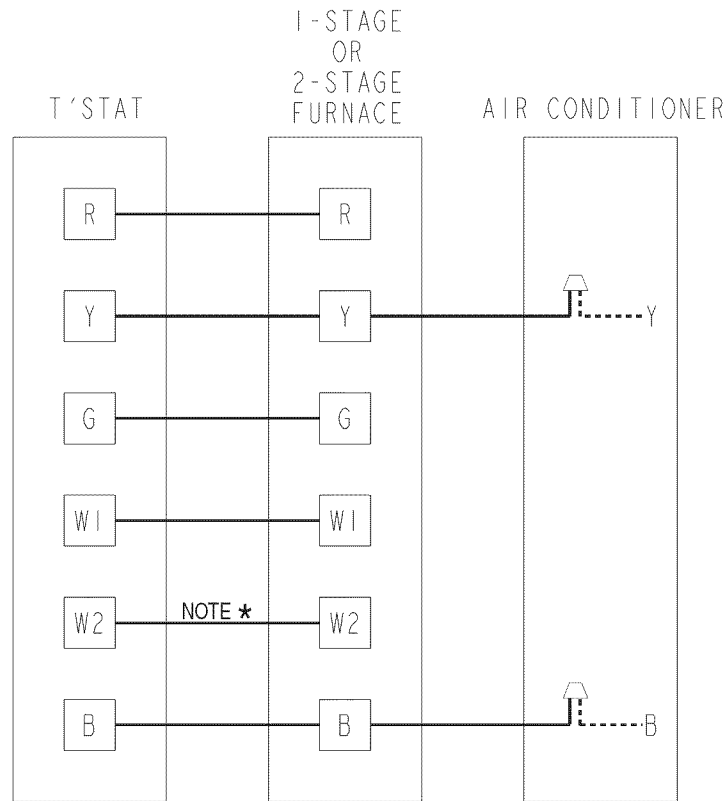 1-STAGE
OR
2-STAGE
FURNACE
T'STAT
AIR CONDITIONER
R R
Y Y Y
G G
W1 W1
W2 NOTE * W2
B B B